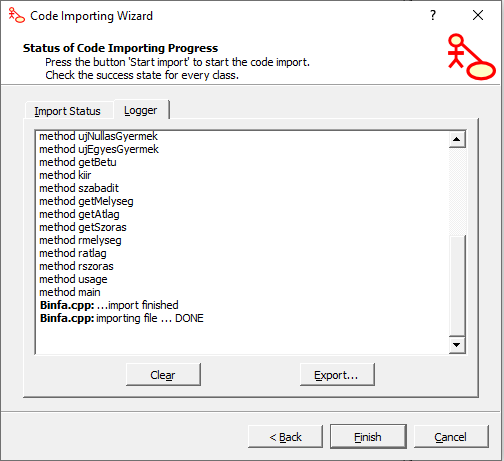 Code Importing Wizard
?
Status of Code Importing Progress
Press the button 'Start import' to start the code import.
Check the success state for every class.
Import Status
Logger
method ujNullasGyermek
method ujEgyesGyermek
method getBetu
method kiir
method szabadit
method getMelyseg
method getAtlag
method getSzoras
method rmelyseg
method ratlag
method rszoras
method usage
method main
Binfa.cpp: ...import finished
Binfa.cpp: importing file ... DONE
Clear
Export...
< Back
Finish
Cancel